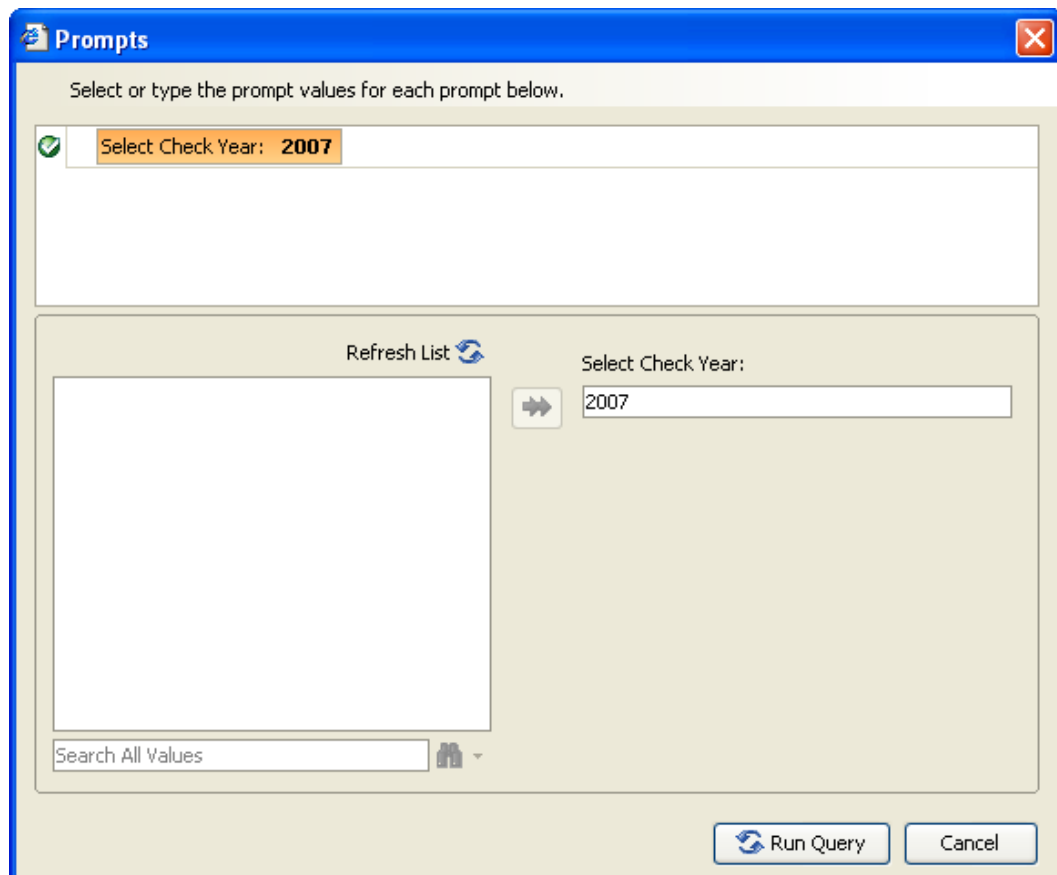 Prompts
Select or type the prompt values for each prompt below.
Select Check Year: 2007
Refresh List
Select Check Year:
2007
Search All Values
Run Query
Cancel